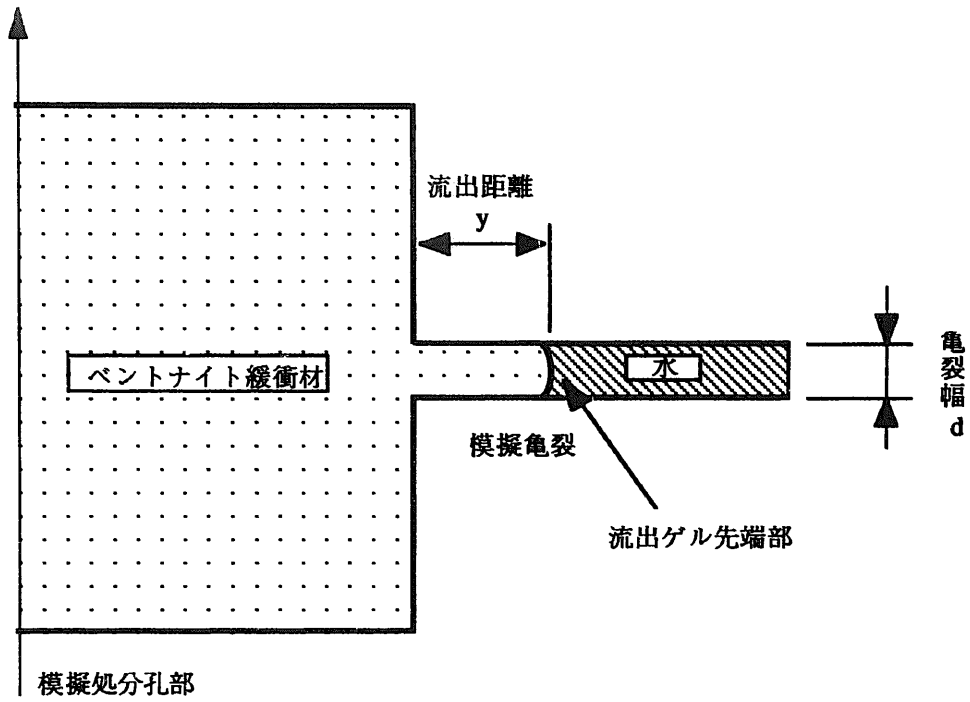 流出距離
y
ベントナイト緩衝材
水
亀裂幅
d
模擬亀裂
流出ゲル先端部
模擬処分孔部